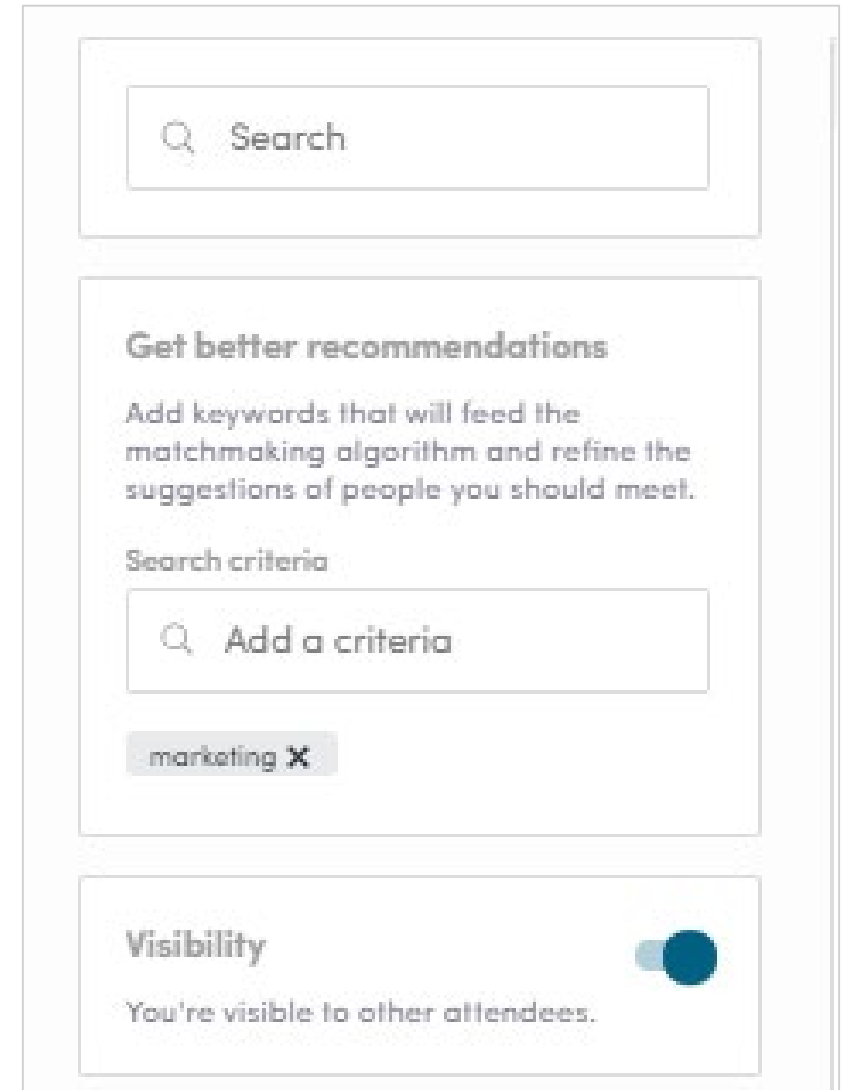 Search
Get better recommendations
Add keywords that will feed the
matchmaking algorithm and refine the
suggestions of people you should meet.
Search criteria
Add a criteria
marketing ×
Visibility
You're visible to other attendees.